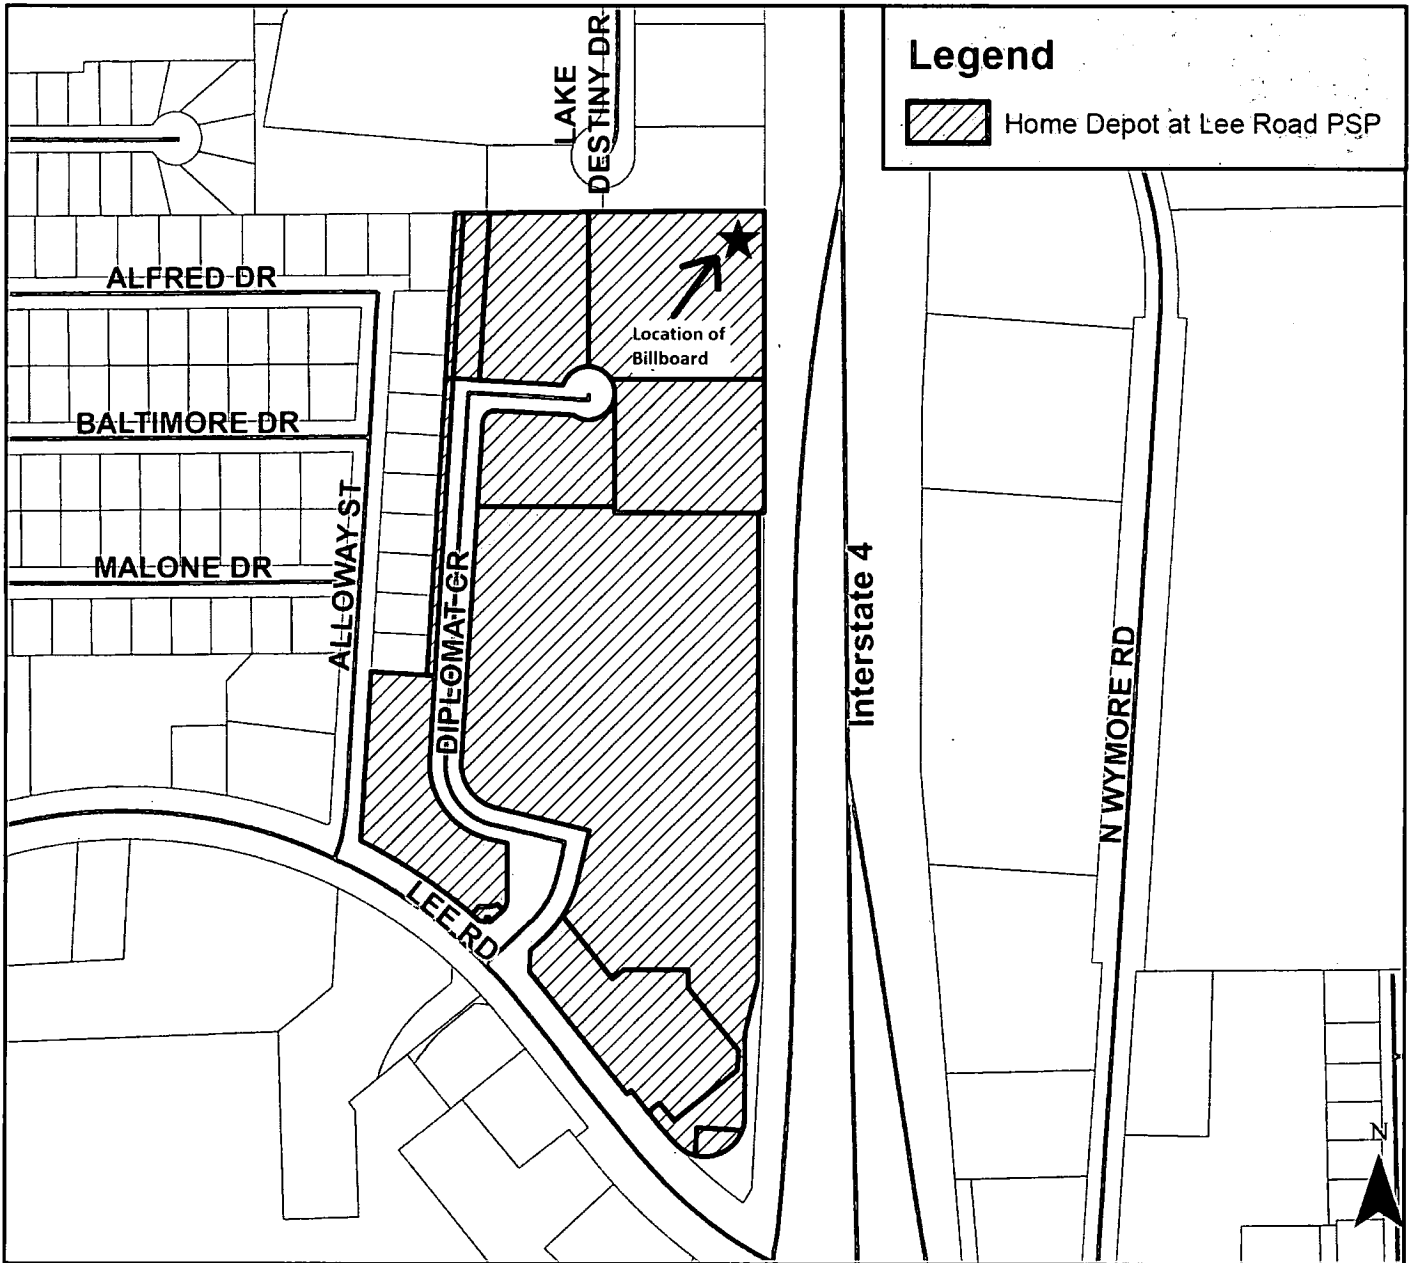 Legend
Home Depot at Lee Road PSP
LAKE
DESTINY DR
ALFRED DR
Location of
Billboard
BALTIMORE DR
MALONE DR
ALLOWAY ST
DIPLOMAT CR
Interstate 4
N WYMORE RD
LEE RD
N